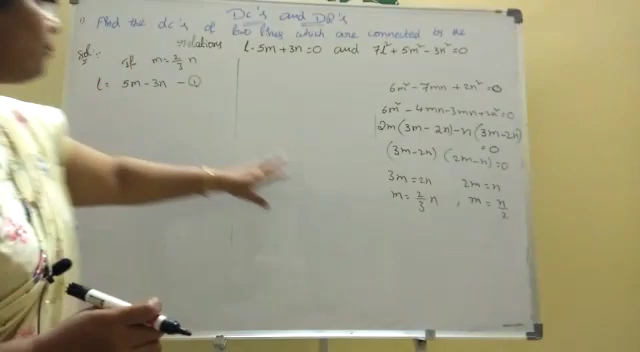 Dc's and DR's
1) Find the dc's of two lines which are connected by the
relations l - 5m + 3n = 0 and 7l² + 5m² - 3n² = 0
sol:
If m = 2/3 n
l = 5m - 3n - ①
6m² - 7mn + 2n² = 0
6m² - 4mn - 3mn + 2n² = 0
2m(3m - 2n) - n(3m - 2n) = 0
(3m - 2n) (2m - n) = 0
3m = 2n 2m = n
m = 2/3 n , m = n/2